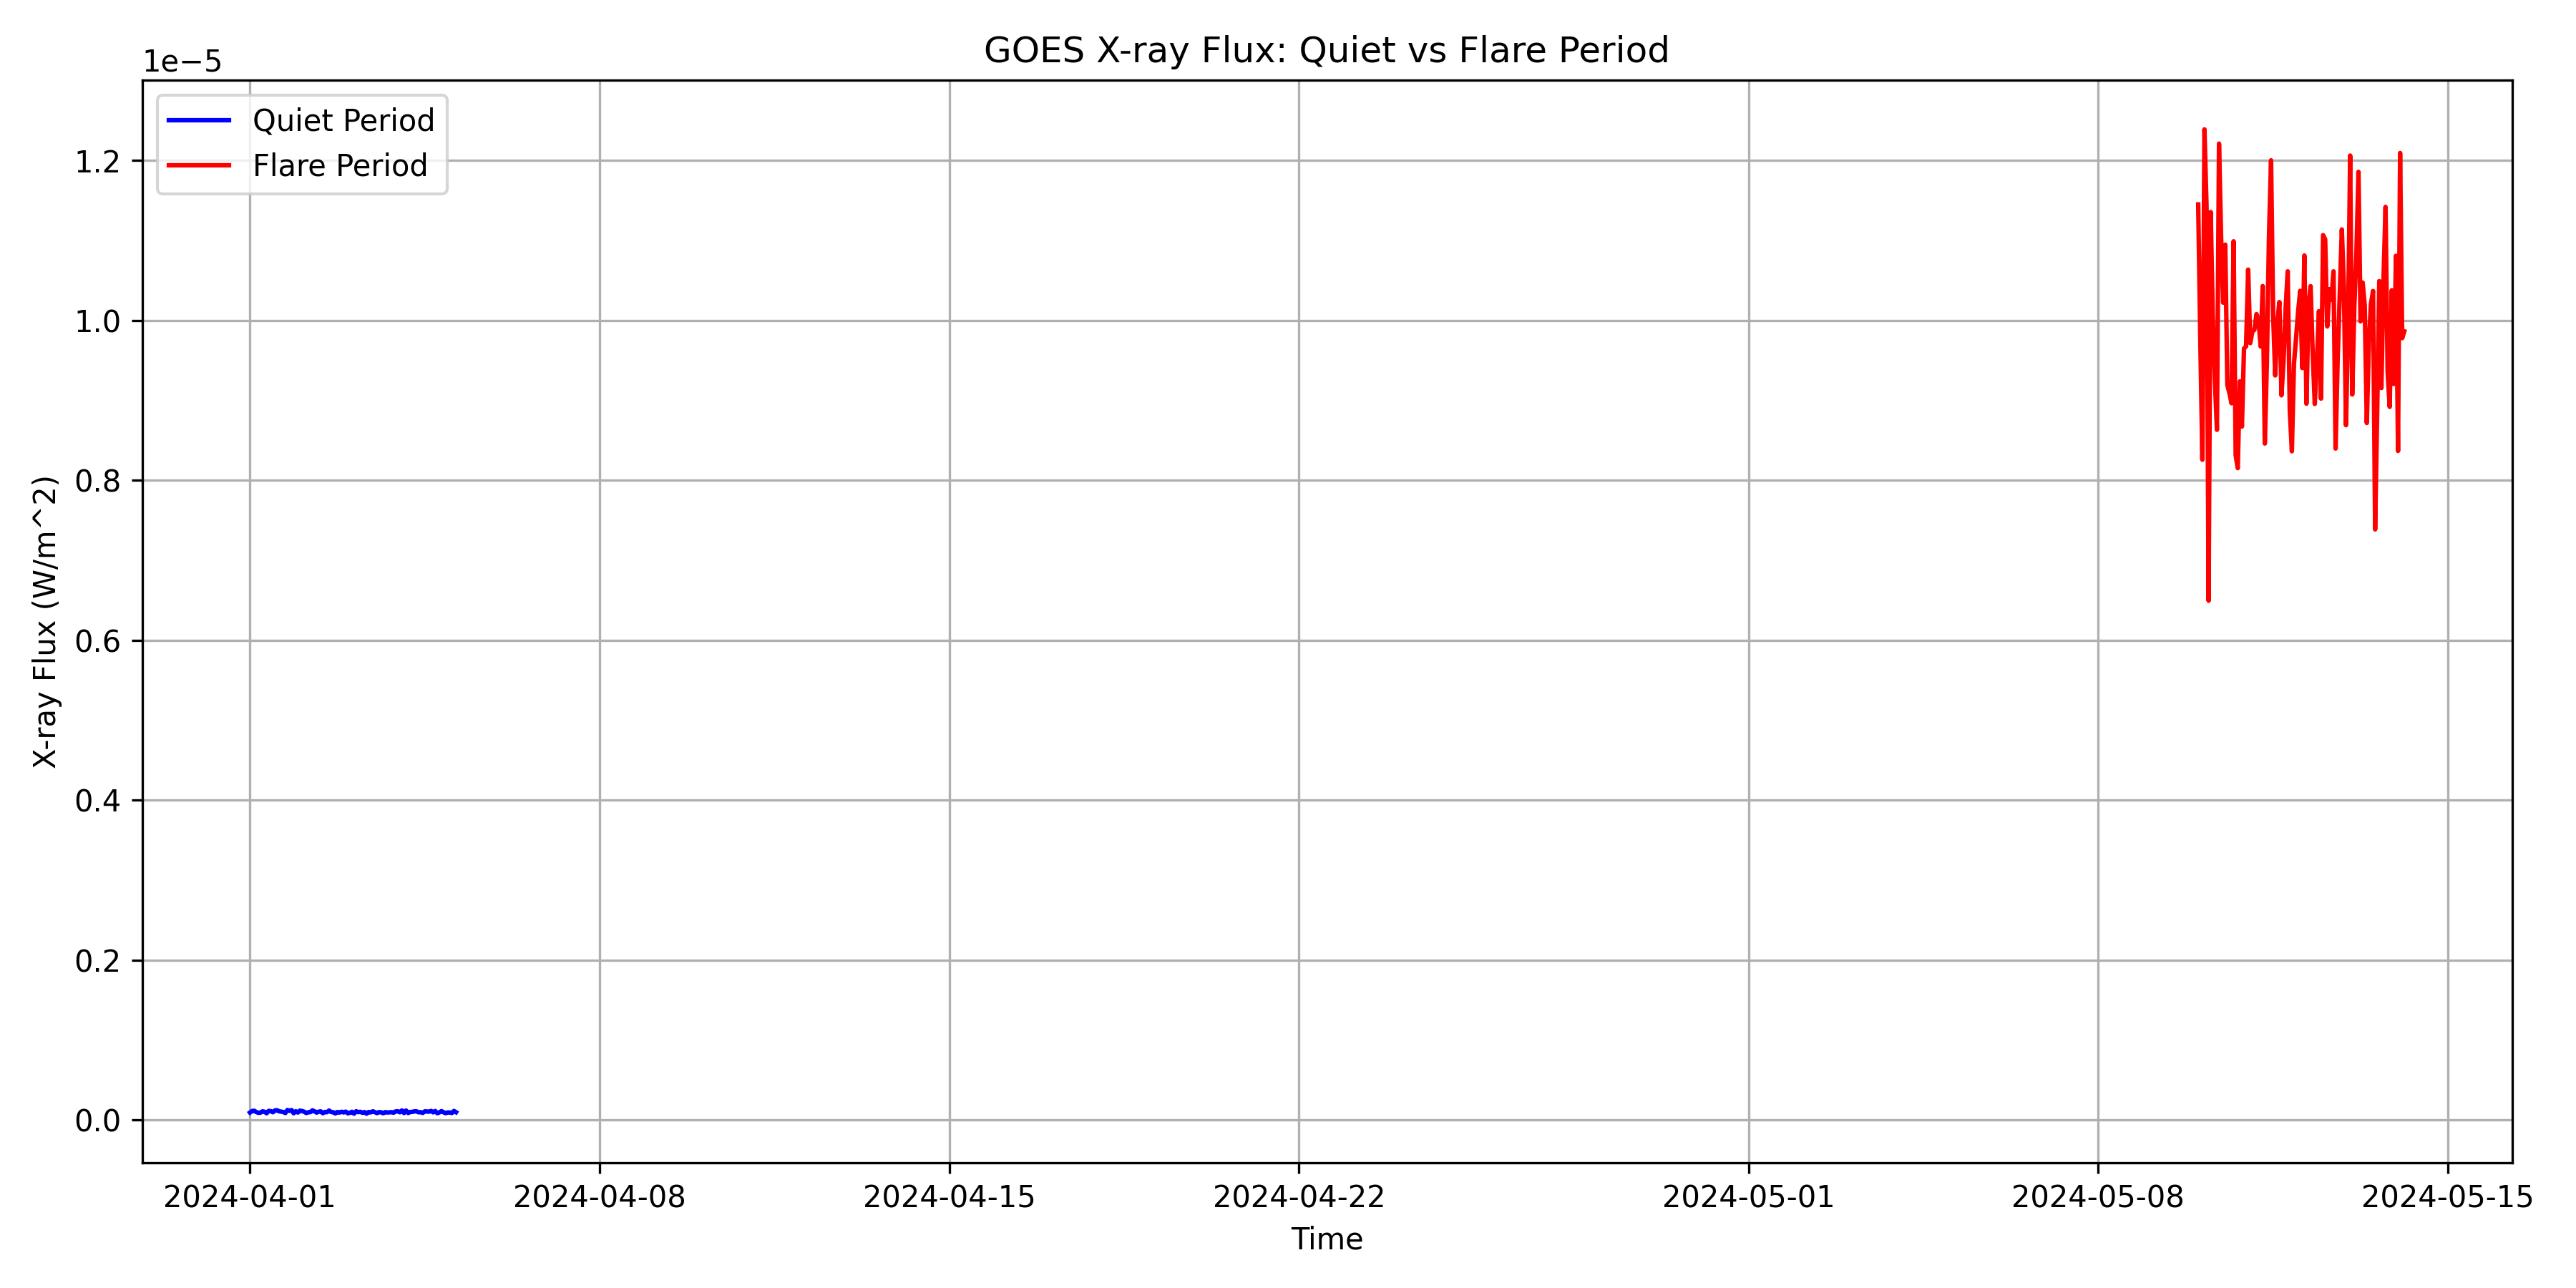 GOES X-ray Flux: Quiet vs Flare Period
1e−5
Quiet Period
Flare Period
1.2
1.0
0.8
0.6
0.4
0.2
0.0
X-ray Flux (W/m^2)
2024-04-01 2024-04-08 2024-04-15 2024-04-22 2024-05-01 2024-05-08 2024-05-15
Time